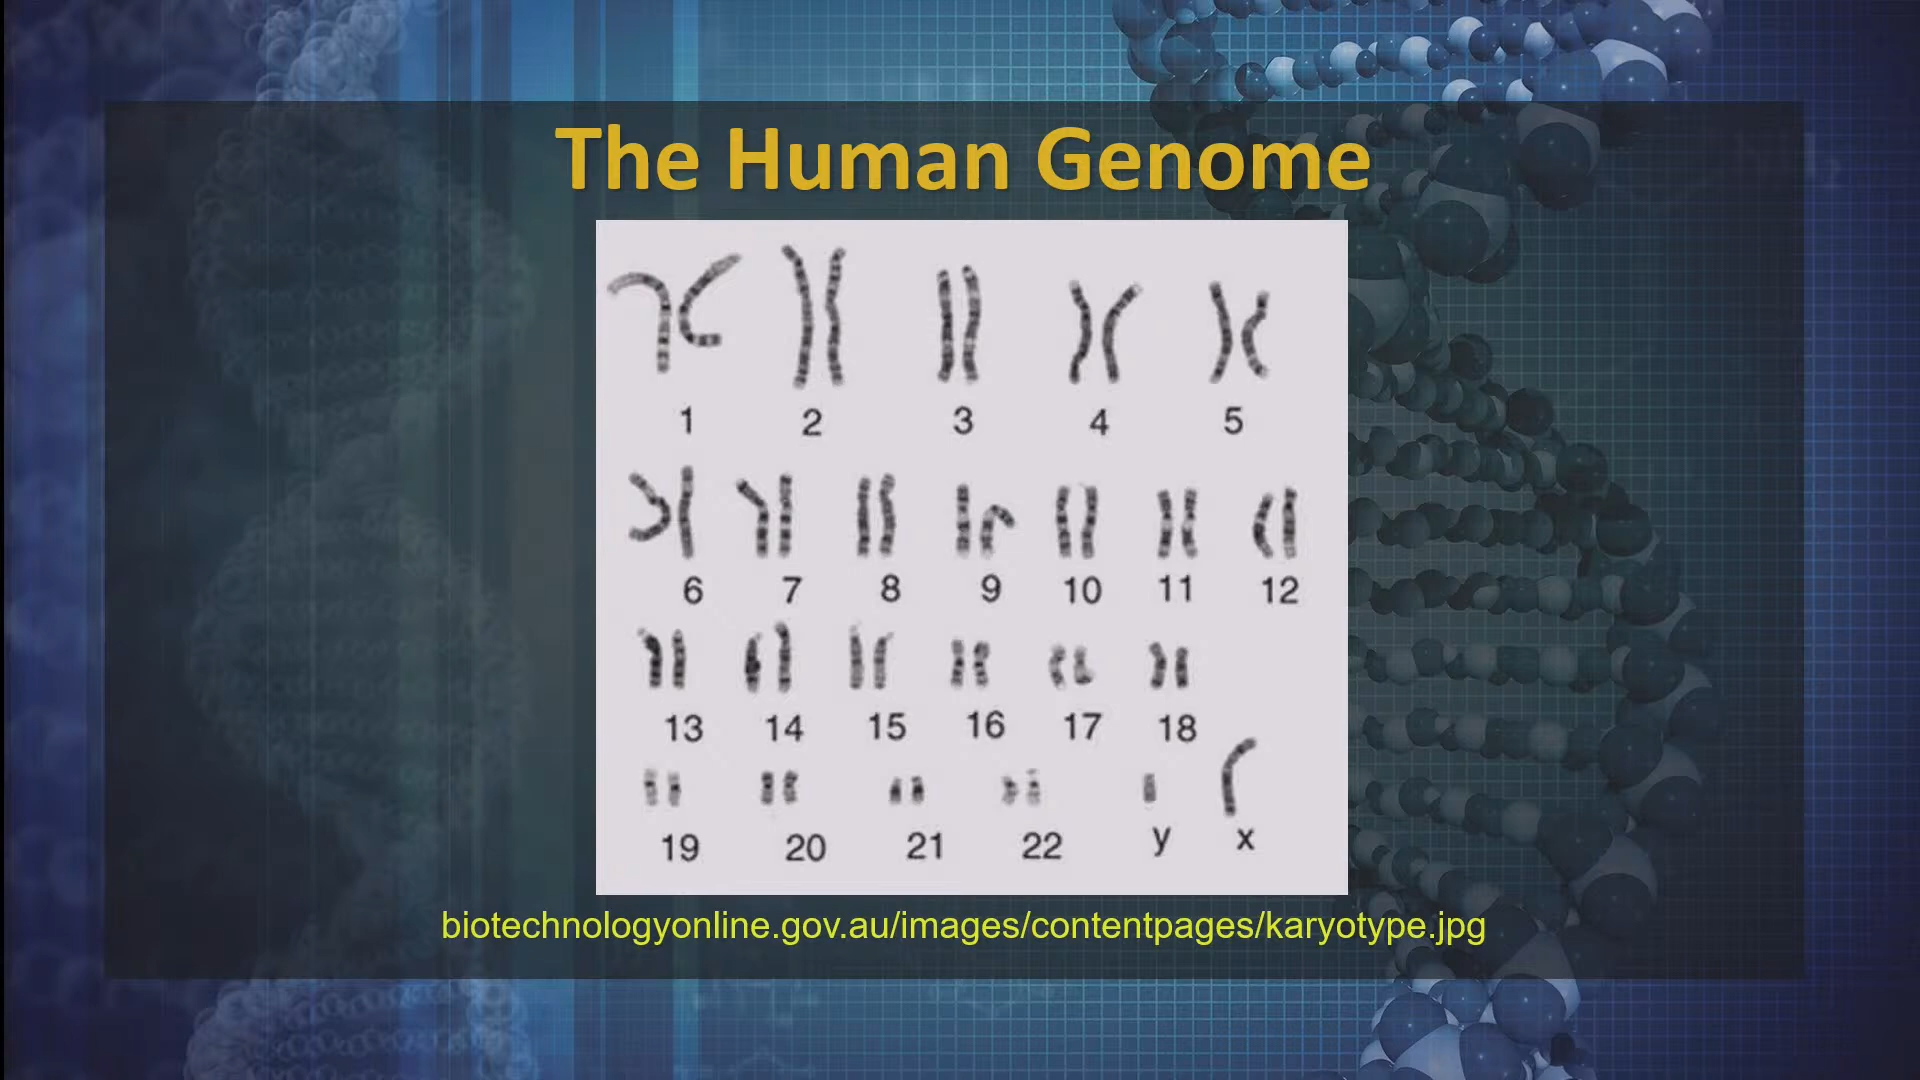 The Human Genome
1 2 3 4 5
6 7 8 9 10 11 12
13 14 15 16 17 18
19 20 21 22 y x
biotechnologyonline.gov.au/images/contentpages/karyotype.jpg